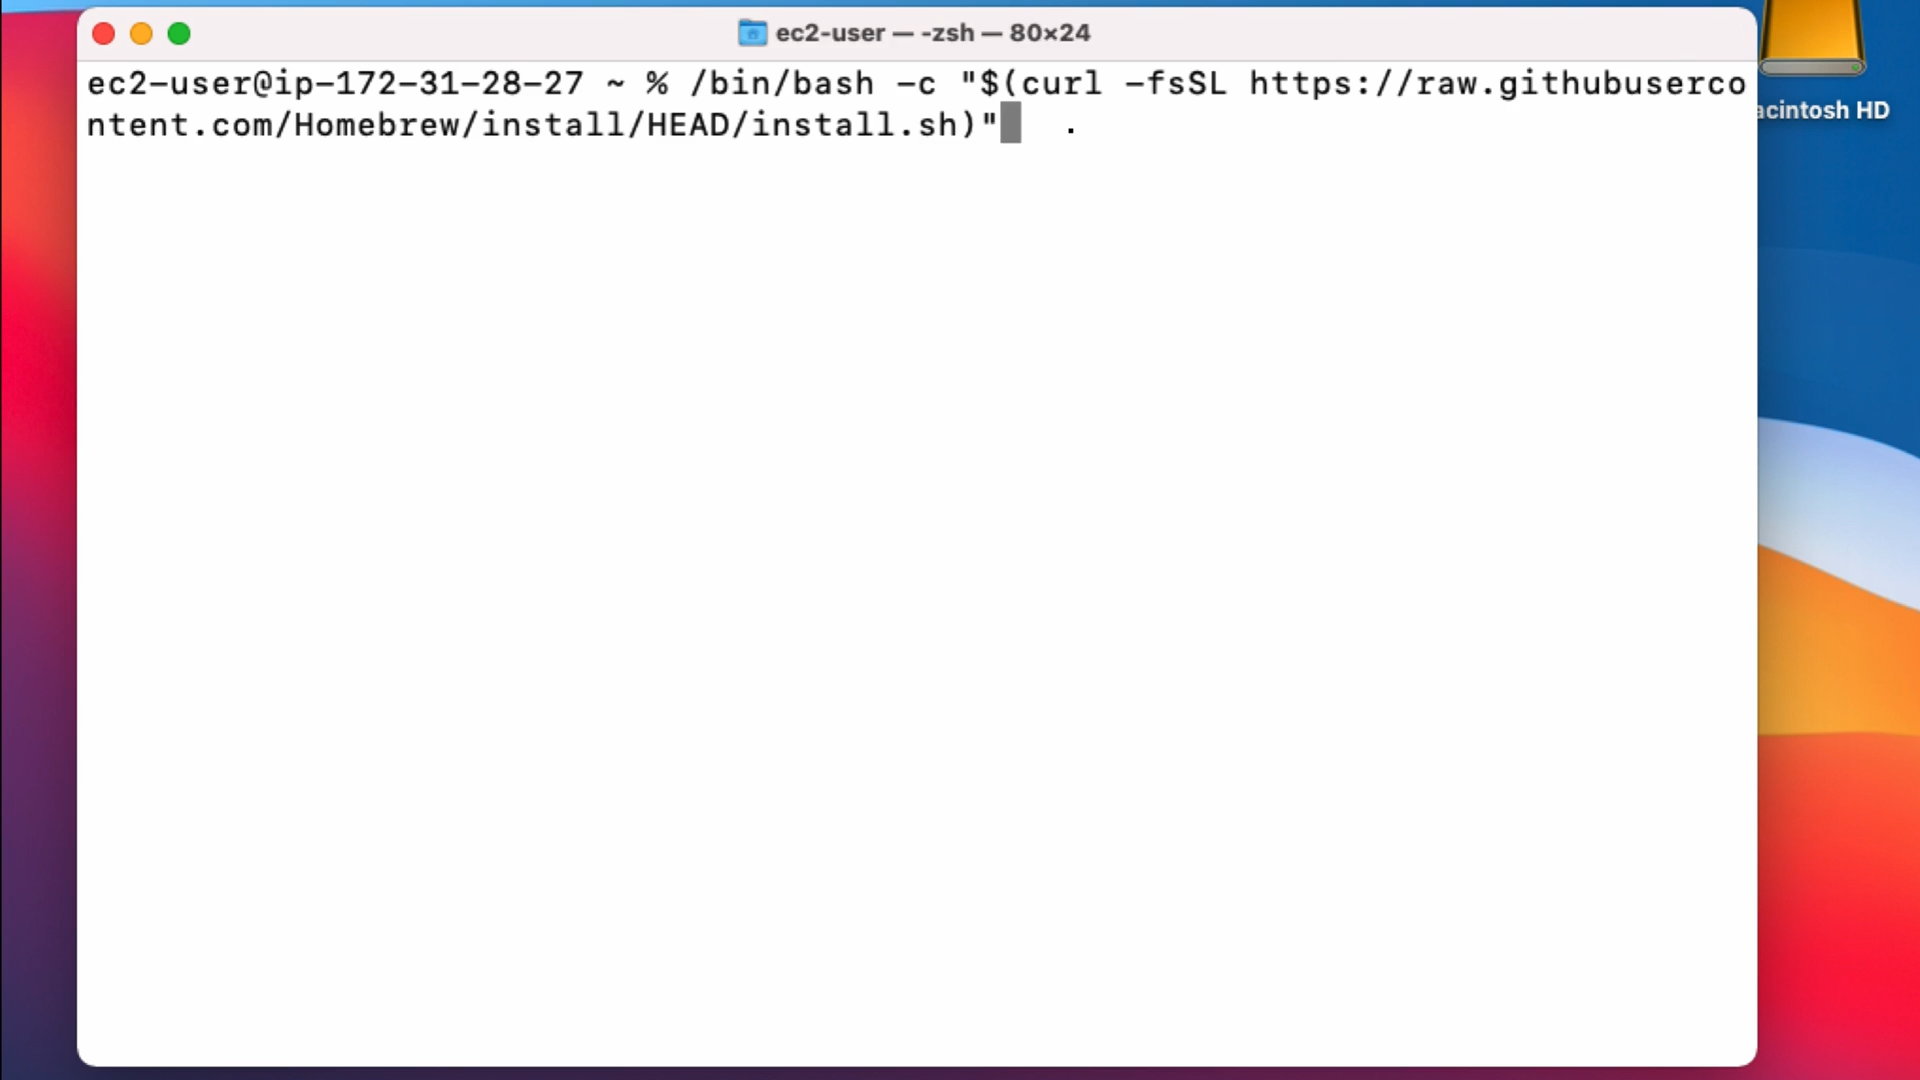 ec2-user — -zsh — 80×24
ec2-user@ip-172-31-28-27 ~ % /bin/bash -c "$(curl -fsSL https://raw.githubuserco
ntent.com/Homebrew/install/HEAD/install.sh)"
acintosh HD